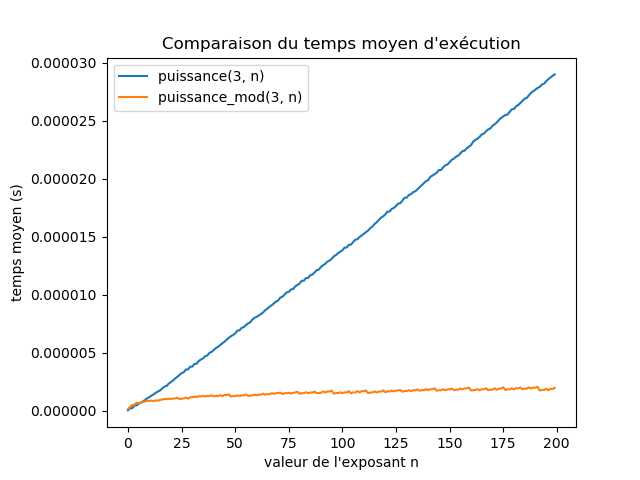 Comparaison du temps moyen d'exécution
puissance(3, n)
puissance_mod(3, n)
temps moyen (s)
0.000030
0.000025
0.000020
0.000015
0.000010
0.000005
0.000000
0 25 50 75 100 125 150 175 200
valeur de l'exposant n